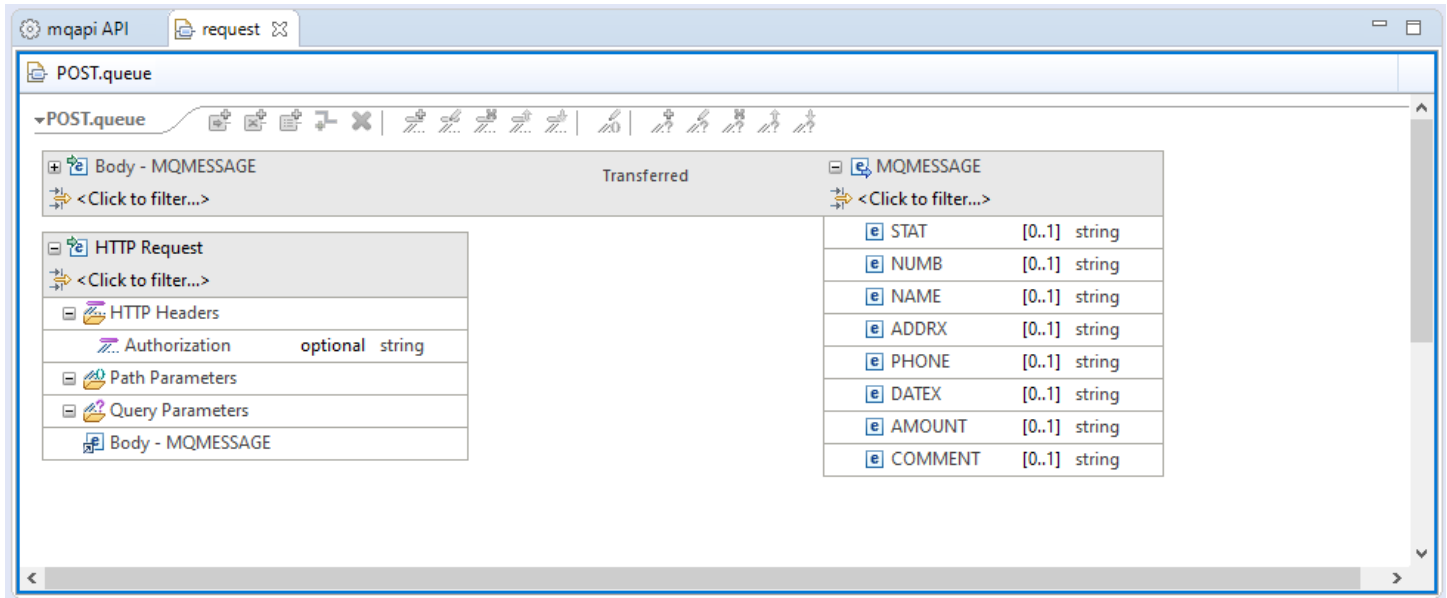 mqapi API request
POST.queue
POST.queue
Body - MQMESSAGE Transferred MQMESSAGE
<Click to filter...> <Click to filter...>
STAT [0..1] string
HTTP Request
NUMB [0..1] string
<Click to filter...>
NAME [0..1] string
HTTP Headers
ADDRX [0..1] string
Authorization optional string
PHONE [0..1] string
Path Parameters
DATEX [0..1] string
Query Parameters
AMOUNT [0..1] string
Body - MQMESSAGE
COMMENT [0..1] string